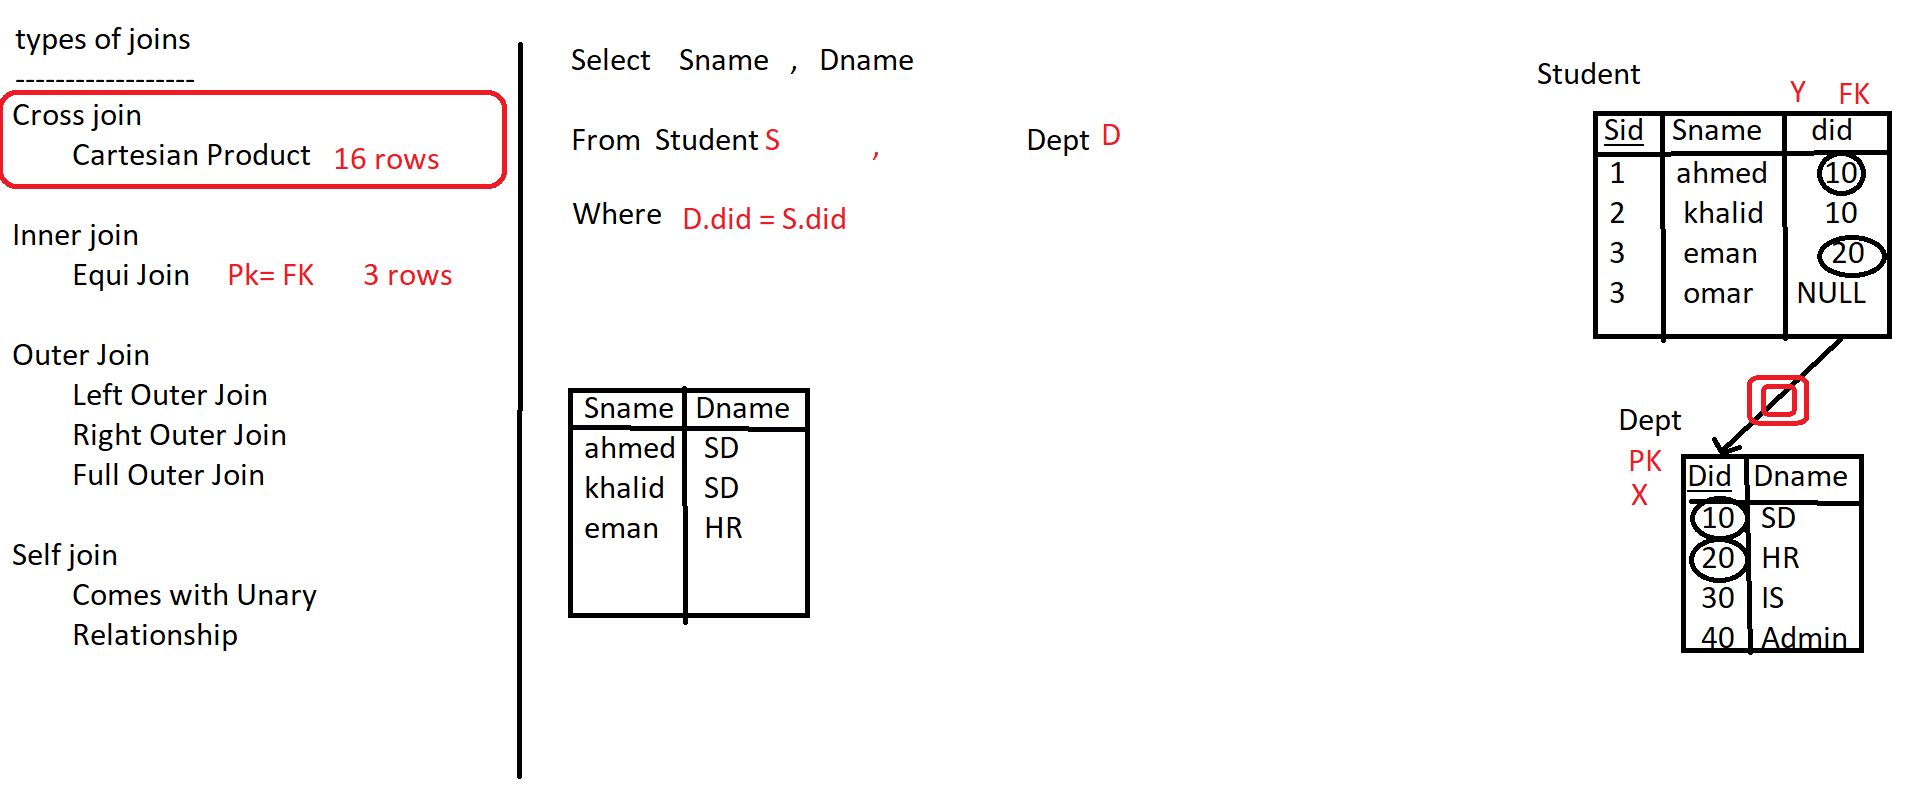 types of joins
------------------
Cross join
Cartesian Product 16 rows
Inner join
Equi Join Pk= FK 3 rows
Outer Join
Left Outer Join
Right Outer Join
Full Outer Join
Self join
Comes with Unary
Relationship
Select Sname , Dname
From Student S , Dept D
Where D.did = S.did
Sname Dname
ahmed SD
khalid SD
eman HR
Student
Y FK
Sid Sname did
1 ahmed 10
2 khalid 10
3 eman 20
3 omar NULL
Dept
PK
X
Did Dname
10 SD
20 HR
30 IS
40 Admin